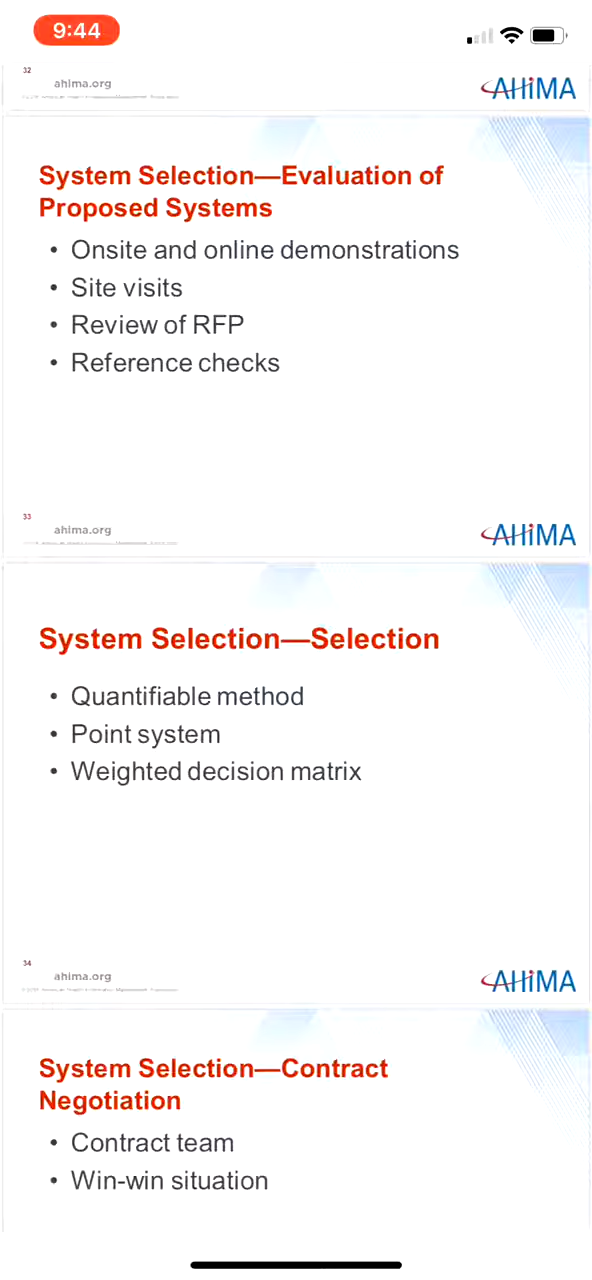 9:44
32
ahima.org
AHIMA
System Selection—Evaluation of
Proposed Systems
• Onsite and online demonstrations
• Site visits
• Review of RFP
• Reference checks
33
ahima.org
AHIMA
System Selection—Selection
• Quantifiable method
• Point system
• Weighted decision matrix
34
ahima.org
AHIMA
System Selection—Contract
Negotiation
• Contract team
• Win-win situation